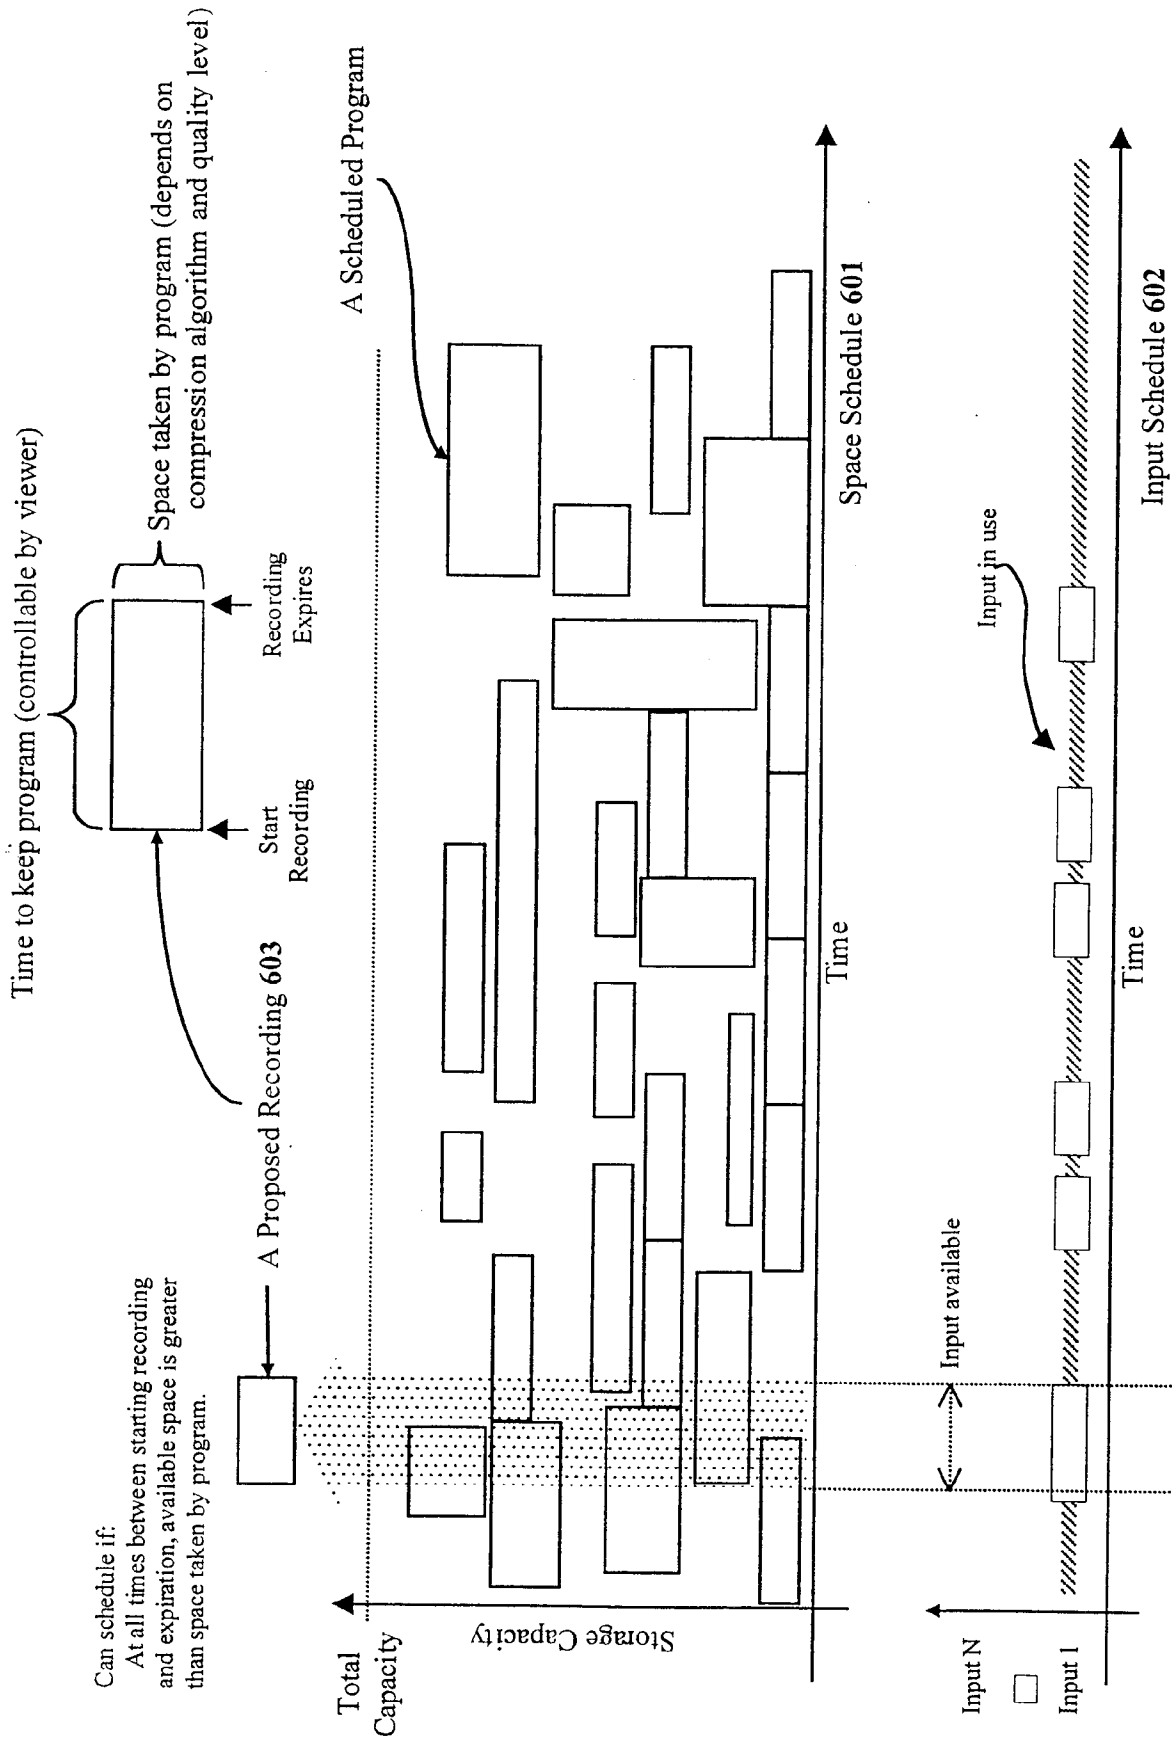 Time to keep program (controllable by viewer)
Space taken by program (depends on
compression algorithm and quality level)
Can schedule if:
At all times between starting recording
and expiration, available space is greater
than space taken by program.
A Proposed Recording 603
Start
Recording
Recording
Expires
A Scheduled Program
Total
Capacity
Storage Capacity
Time
Space Schedule 601
Input available
Input in use
Input N
Input 1
Time
Input Schedule 602